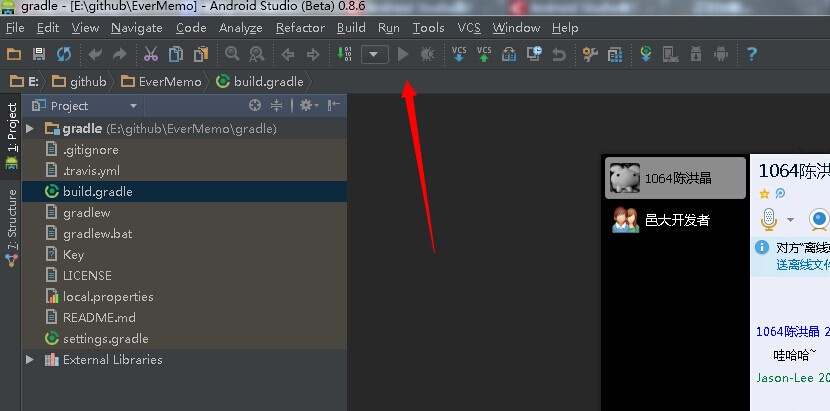 gradle - [E:\github\EverMemo] - Android Studio (Beta) 0.8.6
File Edit View Navigate Code Analyze Refactor Build Run Tools VCS Window Help
VCS VCS
E: github EverMemo build.gradle
1: Project
7: Structure
Project
gradle (E:\github\EverMemo\gradle)
.gitignore
.travis.yml
build.gradle
gradlew
gradlew.bat
Key
LICENSE
local.properties
README.md
settings.gradle
External Libraries
1064陈洪晶
邑大开发者
1064陈洪
对方"离线或
送离线文件
1064陈洪晶 2
哇哈哈~
Jason-Lee 20